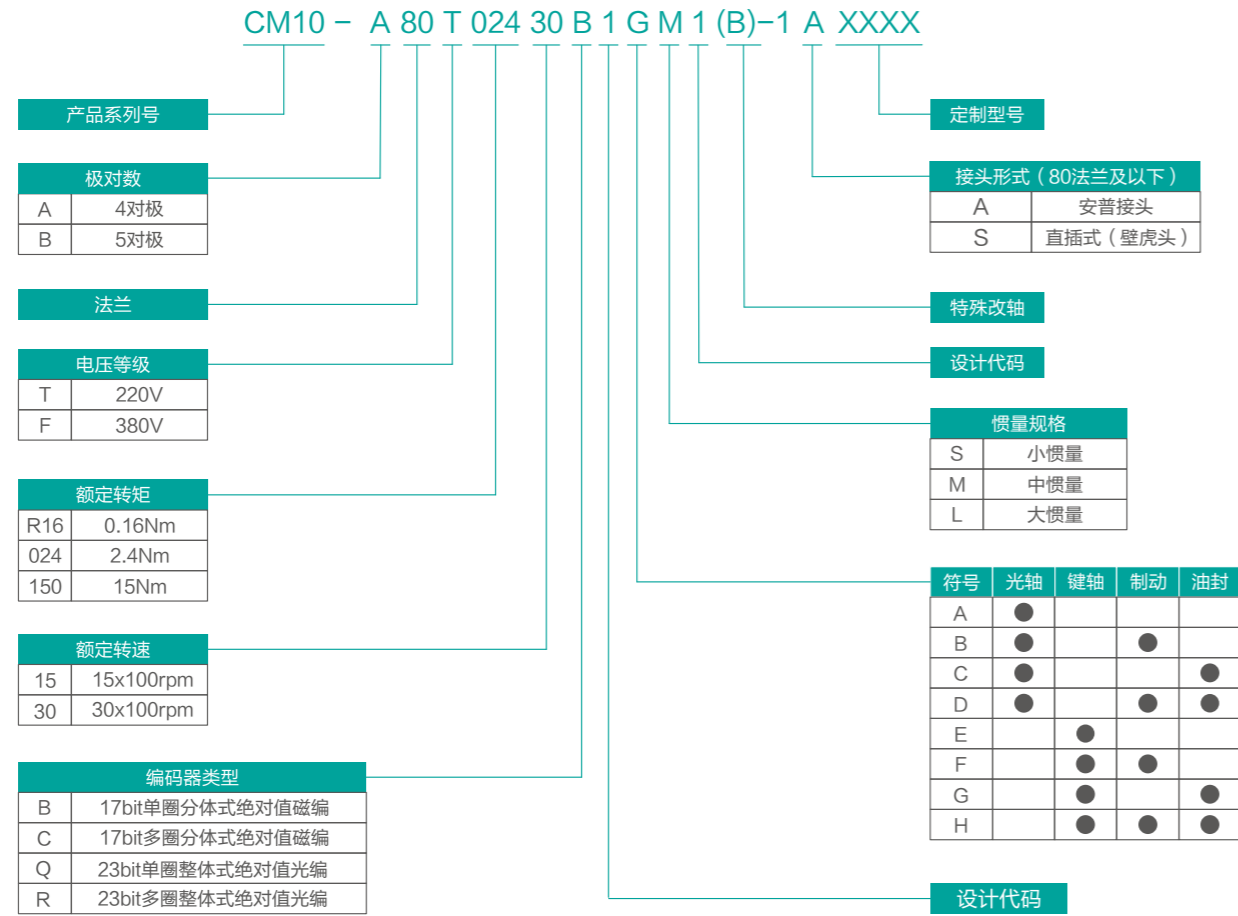 CM10 - A 80 T 024 30 B 1 G M 1 (B)-1 A XXXX
产品系列号
极对数
A 4对极
B 5对极
法兰
电压等级
T 220V
F 380V
额定转矩
R16 0.16Nm
024 2.4Nm
150 15Nm
额定转速
15 15x100rpm
30 30x100rpm
编码器类型
B 17bit单圈分体式绝对值磁编
C 17bit多圈分体式绝对值磁编
Q 23bit单圈整体式绝对值光编
R 23bit多圈整体式绝对值光编
定制型号
接头形式（80法兰及以下）
A 安普接头
S 直插式（壁虎头）
特殊改轴
设计代码
惯量规格
S 小惯量
M 中惯量
L 大惯量
符号 光轴 键轴 制动 油封
A ●
B ● ●
C ● ●
D ● ● ●
E ●
F ● ●
G ● ●
H ● ● ●
设计代码